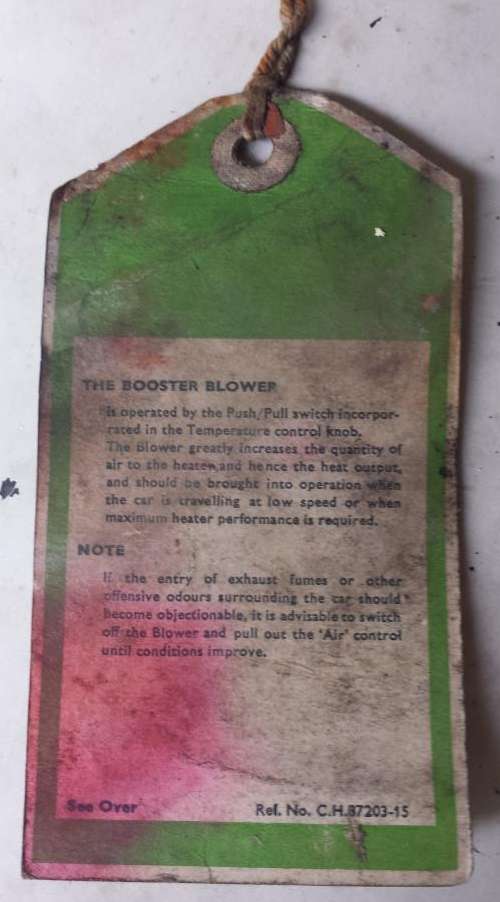 THE BOOSTER BLOWER
is operated by the Push/Pull switch incorpor-
rated in the Temperature control knob.
The Blower greatly increases the quantity of
air to the heater, and hence the heat output,
and should be brought into operation when
the car is travelling at low speed or when
maximum heater performance is required.
NOTE
If the entry of exhaust fumes or other
offensive odours surrounding the car should
become objectionable, it is advisable to switch
off the Blower and pull out the 'Air' control
until conditions improve.
See Over
Ref. No. C.H.87203-15